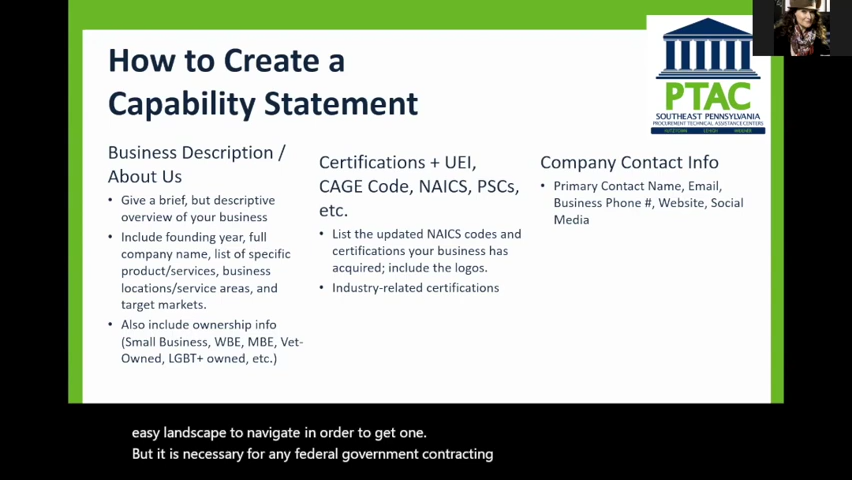 How to Create a
Capability Statement
PTAC
SOUTHEAST PENNSYLVANIA
PROCUREMENT TECHNICAL ASSISTANCE CENTERS
Business Description /
About Us
• Give a brief, but descriptive
overview of your business
• Include founding year, full
company name, list of specific
product/services, business
locations/service areas, and
target markets.
• Also include ownership info
(Small Business, WBE, MBE, Vet-
Owned, LGBT+ owned, etc.)
Certifications + UEI,
CAGE Code, NAICS, PSCs,
etc.
• List the updated NAICS codes and
certifications your business has
acquired; include the logos.
• Industry-related certifications
Company Contact Info
• Primary Contact Name, Email,
Business Phone #, Website, Social
Media
easy landscape to navigate in order to get one.
But it is necessary for any federal government contracting